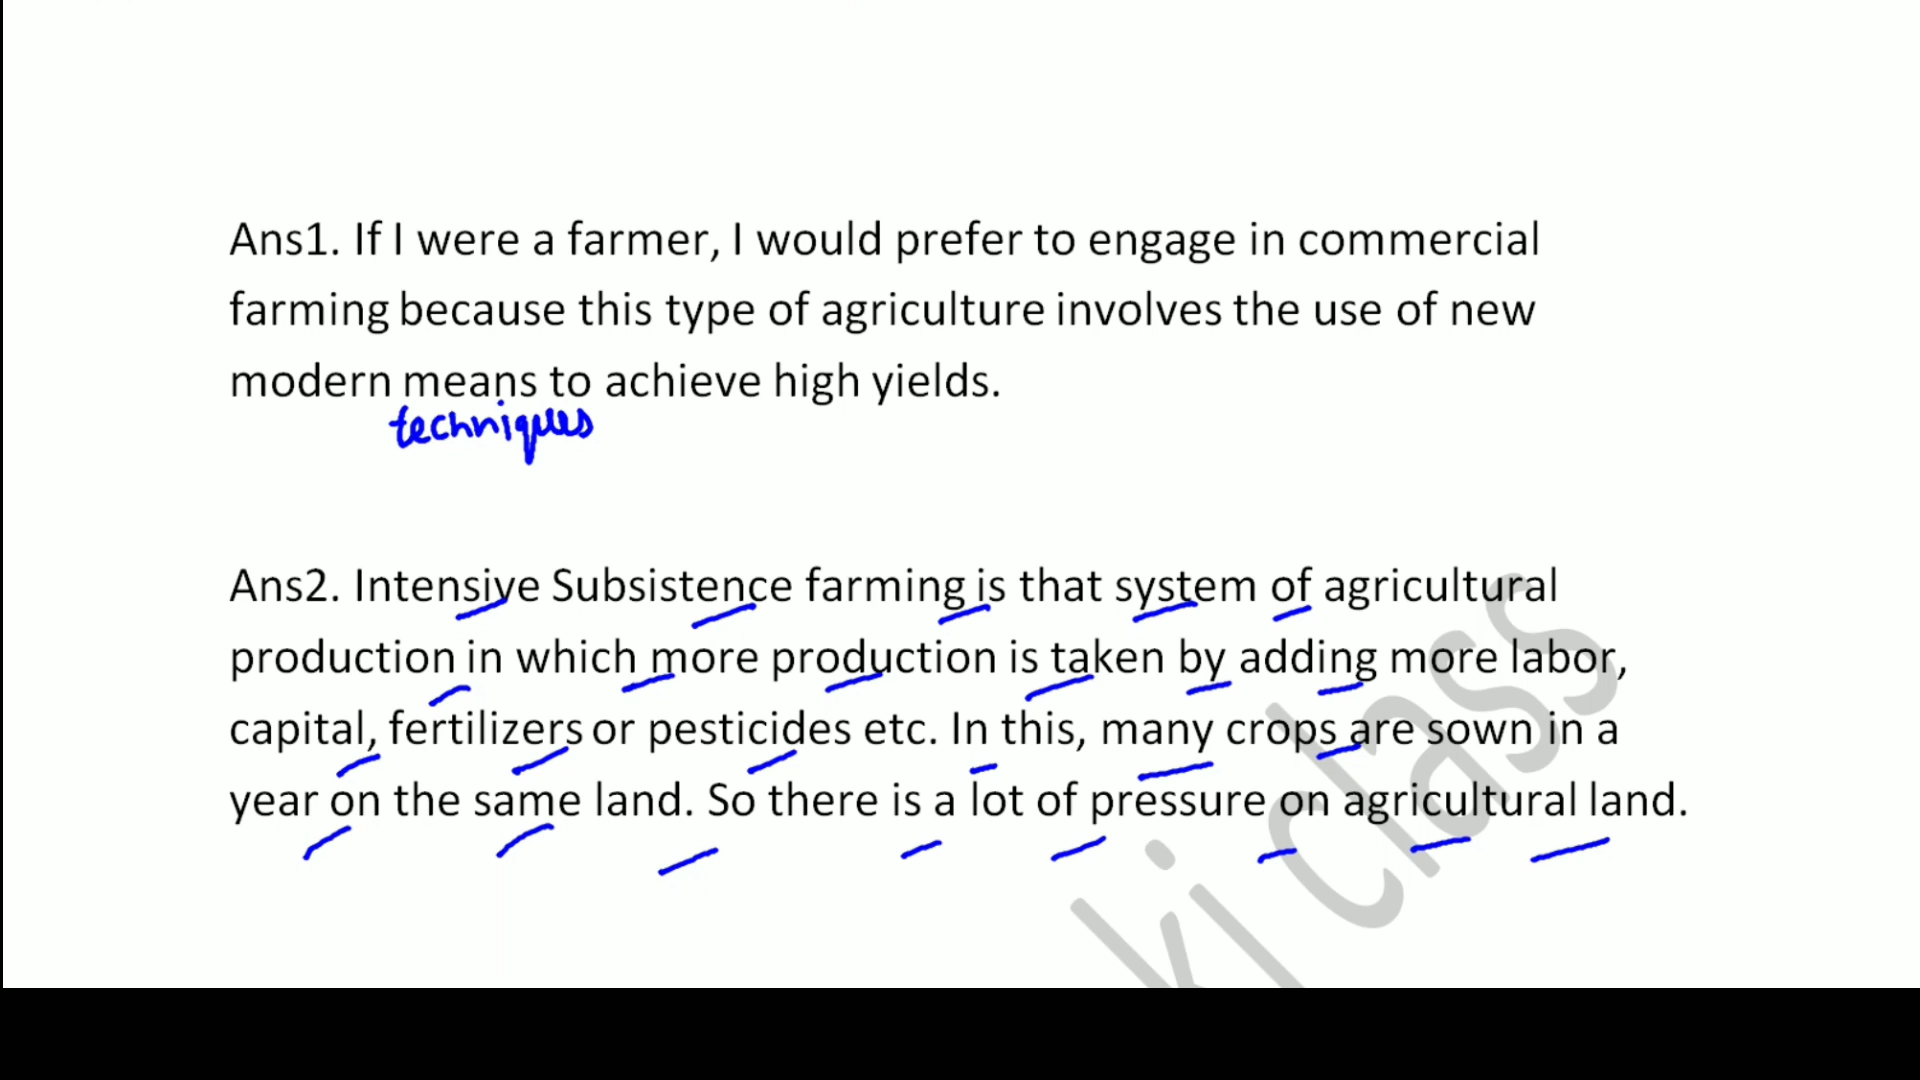 Ans1. If I were a farmer, I would prefer to engage in commercial
farming because this type of agriculture involves the use of new
modern means to achieve high yields.
techniques
Ans2. Intensive Subsistence farming is that system of agricultural
production in which more production is taken by adding more labor,
capital, fertilizers or pesticides etc. In this, many crops are sown in a
year on the same land. So there is a lot of pressure on agricultural land.
kj class